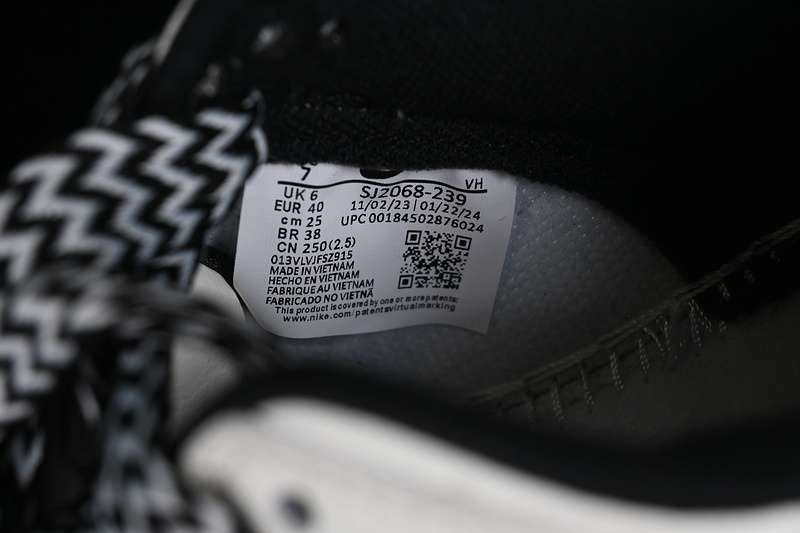 7
UK 6
EUR 40
cm 25
BR 38
CN 250(2.5)
013VLVJFSZ915
MADE IN VIETNAM
HECHO EN VIETNAM
FABRIQUE AU VIETNAM
FABRICADO NO VIETNÃ
This product is covered by one or more patents:
www.nike.com/patentsvirtualmarking
VH
SJ2068-239
11/02/23 | 01/22/24
UPC 00184502876024